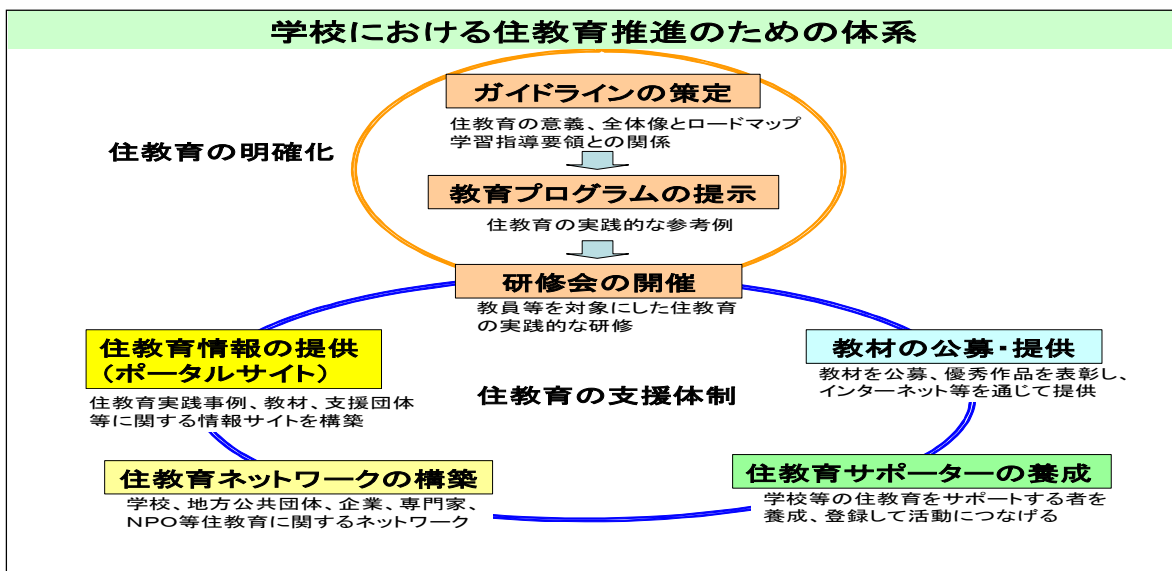 学校における住教育推進のための体系
ガイドラインの策定
住教育の意義、全体像とロードマップ
学習指導要領との関係
住教育の明確化
教育プログラムの提示
住教育の実践的な参考例
研修会の開催
教員等を対象にした住教育
の実践的な研修
住教育情報の提供
（ポータルサイト）
住教育実践事例、教材、支援団体
等に関する情報サイトを構築
教材の公募・提供
教材を公募、優秀作品を表彰し、
インターネット等を通じて提供
住教育の支援体制
住教育ネットワークの構築
学校、地方公共団体、企業、専門家、
NPO等住教育に関するネットワーク
住教育サポーターの養成
学校等の住教育をサポートする者を
養成、登録して活動につなげる